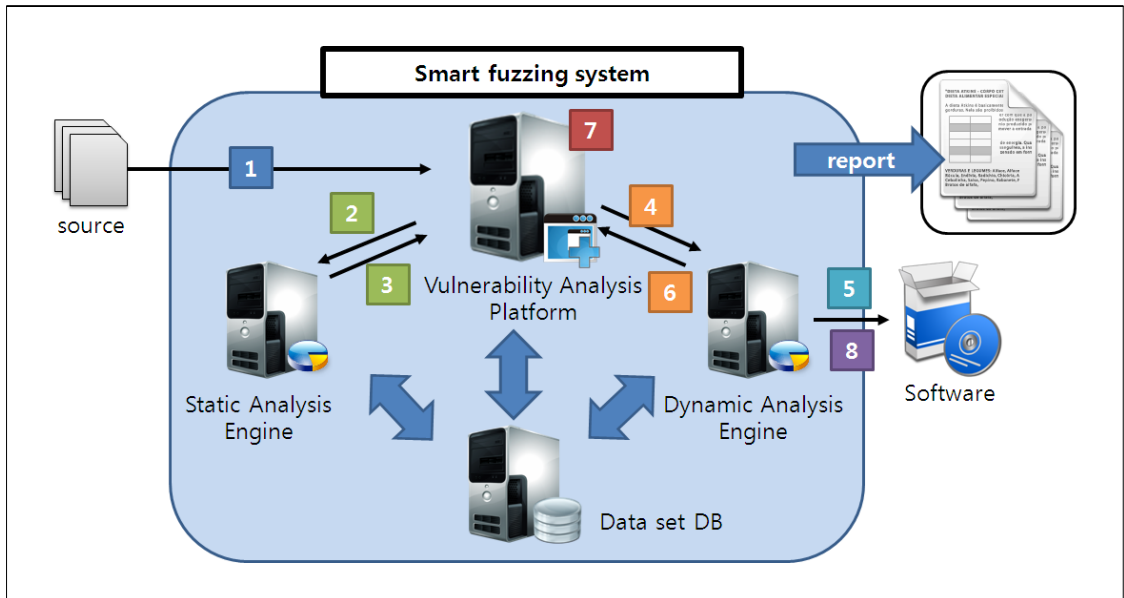 Smart fuzzing system
7
report
1
source
2
4
3
Vulnerability Analysis
Platform
6
5
8
Software
Static Analysis
Engine
Dynamic Analysis
Engine
Data set DB